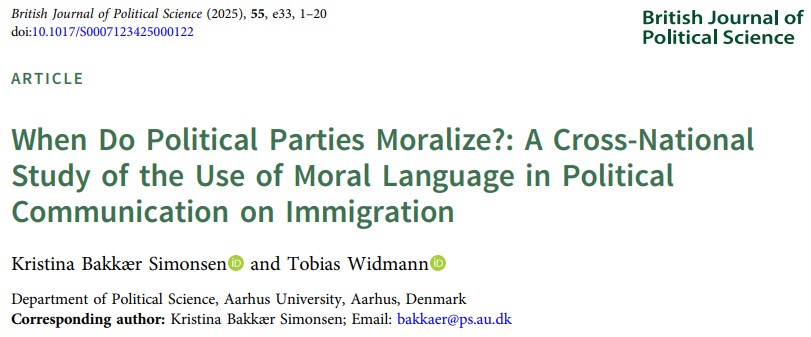 British Journal of Political Science (2025), 55, e33, 1–20
doi:10.1017/S0007123425000122
British Journal of
Political Science
ARTICLE
When Do Political Parties Moralize?: A Cross-National
Study of the Use of Moral Language in Political
Communication on Immigration
Kristina Bakkær Simonsen iD and Tobias Widmann iD
Department of Political Science, Aarhus University, Aarhus, Denmark
Corresponding author: Kristina Bakkær Simonsen; Email: bakkaer@ps.au.dk